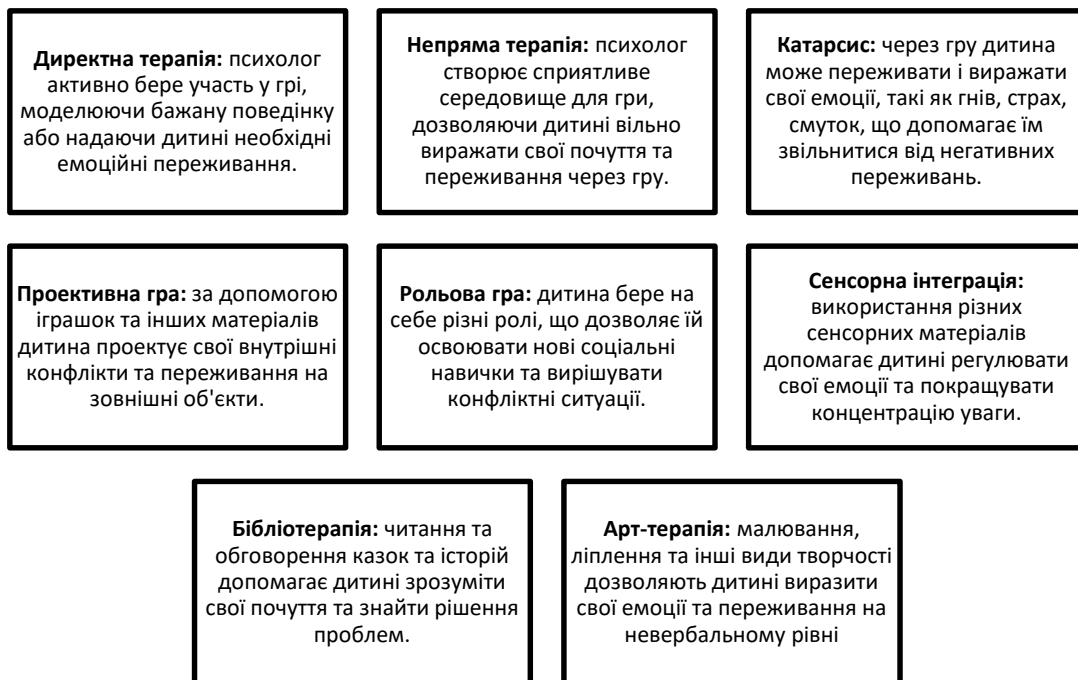 Директна терапія: психолог
активно бере участь у грі,
моделюючи бажану поведінку
або надаючи дитині необхідні
емоційні переживання.
Непряма терапія: психолог
створює сприятливе
середовище для гри,
дозволяючи дитині вільно
виражати свої почуття та
переживання через гру.
Катарсис: через гру дитина
може переживати і виражати
свої емоції, такі як гнів, страх,
смуток, що допомагає їм
звільнитися від негативних
переживань.
Проективна гра: за допомогою
іграшок та інших матеріалів
дитина проектує свої внутрішні
конфлікти та переживання на
зовнішні об'єкти.
Рольова гра: дитина бере на
себе різні ролі, що дозволяє їй
освоювати нові соціальні
навички та вирішувати
конфліктні ситуації.
Сенсорна інтеграція:
використання різних
сенсорних матеріалів
допомагає дитині регулювати
свої емоції та покращувати
концентрацію уваги.
Бібліотерапія: читання та
обговорення казок та історій
допомагає дитині зрозуміти
свої почуття та знайти рішення
проблем.
Арт-терапія: малювання,
ліплення та інші види творчості
дозволяють дитині виразити
свої емоції та переживання на
невербальному рівні